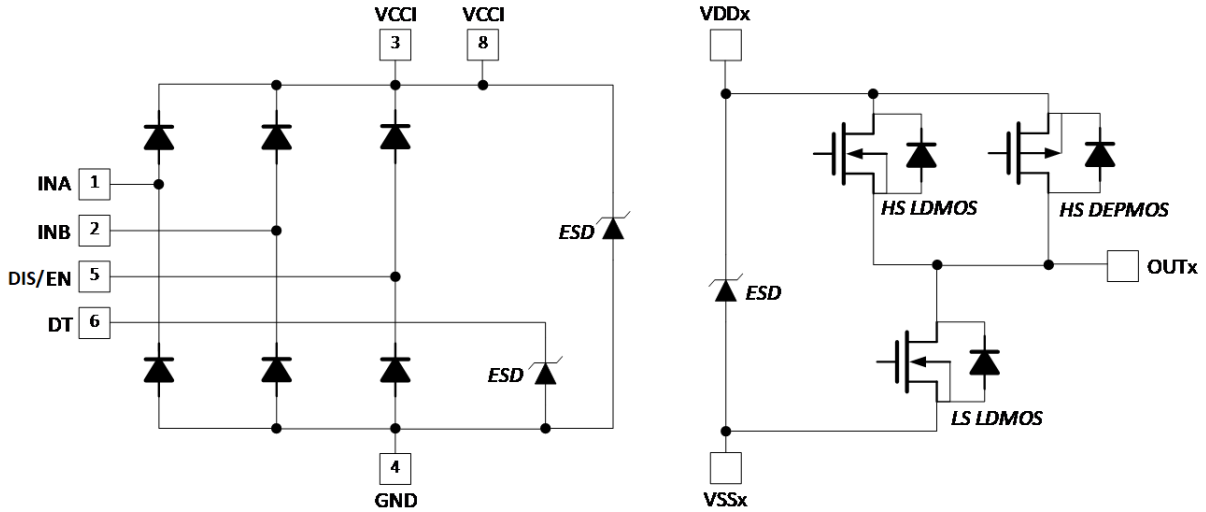 VCCI VCCI
3 8
VDDx
INA 1
INB 2
DIS/EN 5
DT 6
ESD
ESD
ESD
HS LDMOS
HS DEPMOS
OUTx
LS LDMOS
4
GND
VSSx